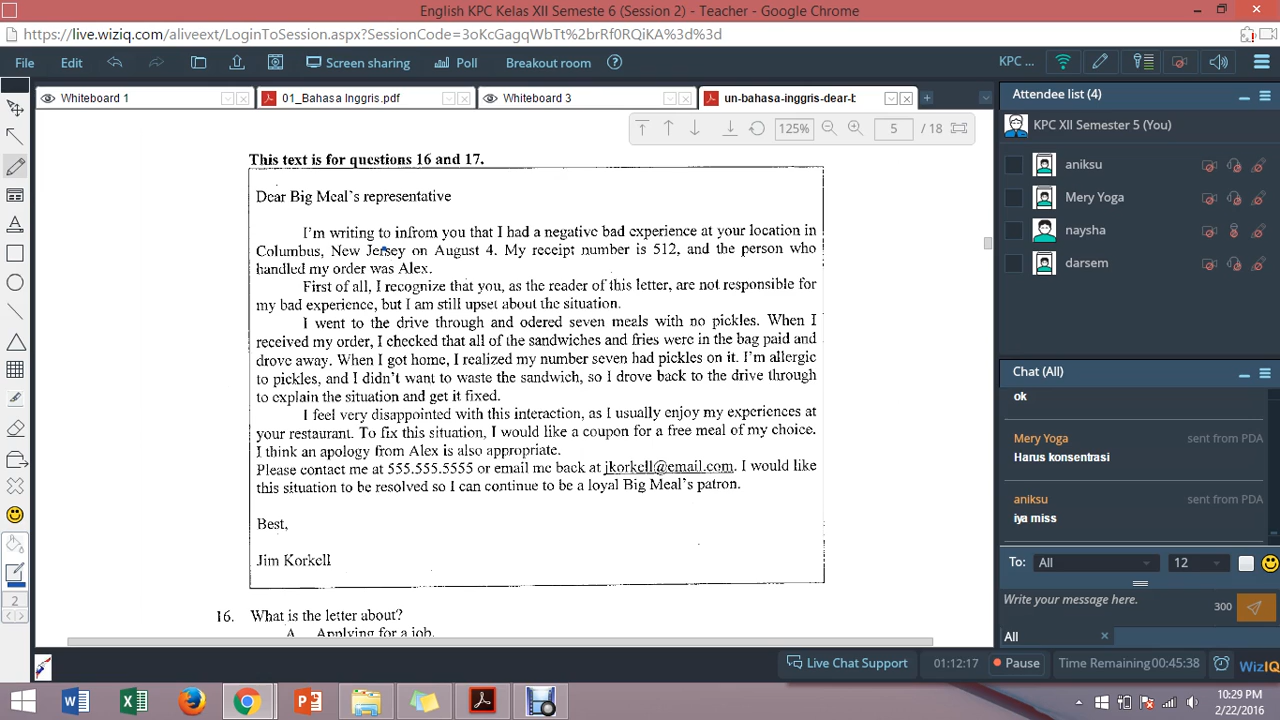 English KPC Kelas XII Semeste 6 (Session 2) - Teacher - Google Chrome
https://live.wiziq.com/aliveext/LoginToSession.aspx?SessionCode=3oKcGagqWbTt%2brRf0RQiKA%3d%3d
File Edit Screen sharing Poll Breakout room ? KPC ...
Whiteboard 1 01_Bahasa Inggris.pdf Whiteboard 3 un-bahasa-inggris-dear-b
125% 5 / 18
This text is for questions 16 and 17.
Dear Big Meal's representative
I'm writing to infrom you that I had a negative bad experience at your location in
Columbus, New Jersey on August 4. My receipt number is 512, and the person who
handled my order was Alex.
First of all, I recognize that you, as the reader of this letter, are not responsible for
my bad experience, but I am still upset about the situation.
I went to the drive through and odered seven meals with no pickles. When I
received my order, I checked that all of the sandwiches and fries were in the bag paid and
drove away. When I got home, I realized my number seven had pickles on it. I'm allergic
to pickles, and I didn't want to waste the sandwich, so I drove back to the drive through
to explain the situation and get it fixed.
I feel very disappointed with this interaction, as I usually enjoy my experiences at
your restaurant. To fix this situation, I would like a coupon for a free meal of my choice.
I think an apology from Alex is also appropriate.
Please contact me at 555.555.5555 or email me back at jkorkell@email.com. I would like
this situation to be resolved so I can continue to be a loyal Big Meal's patron.
Best,
Jim Korkell
16. What is the letter about?
A. Applying for a job.
2
Attendee list (4)
KPC XII Semester 5 (You)
aniksu
Mery Yoga
naysha
darsem
Chat (All)
ok
Mery Yoga sent from PDA
Harus konsentrasi
aniksu sent from PDA
iya miss
To: All 12
Write your message here. 300
All
Live Chat Support 01:12:17 Pause Time Remaining 00:45:38 WizIQ
10:29 PM
2/22/2016